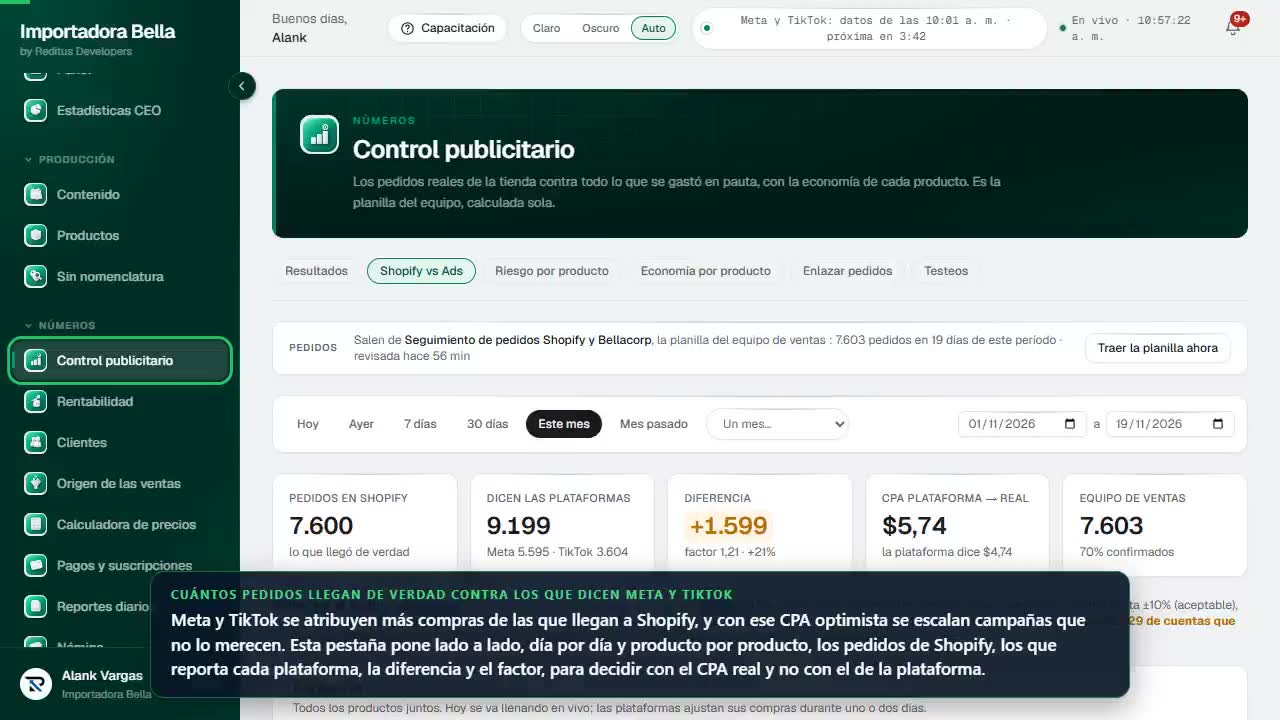 Importadora Bella
by Reditus Developers
Estadísticas CEO
PRODUCCIÓN
Contenido
Productos
Sin nomenclatura
NÚMEROS
Control publicitario
Rentabilidad
Clientes
Origen de las ventas
Calculadora de precios
Pagos y suscripciones
Reportes diario
Alank Vargas
Importadora Bella
Buenos días,
Alank
Capacitación
Claro
Oscuro
Auto
Meta y TikTok: datos de las 10:01 a. m. ·
próxima en 3:42
En vivo · 10:57:22
a. m.
9+
NÚMEROS
Control publicitario
Los pedidos reales de la tienda contra todo lo que se gastó en pauta, con la economía de cada producto. Es la
planilla del equipo, calculada sola.
Resultados
Shopify vs Ads
Riesgo por producto
Economía por producto
Enlazar pedidos
Testeos
PEDIDOS
Salen de Seguimiento de pedidos Shopify y Bellacorp, la planilla del equipo de ventas : 7.603 pedidos en 19 días de este período ·
revisada hace 56 min
Traer la planilla ahora
Hoy
Ayer
7 días
30 días
Este mes
Mes pasado
Un mes…
01/11/2026
a
19/11/2026
PEDIDOS EN SHOPIFY
7.600
lo que llegó de verdad
DICEN LAS PLATAFORMAS
9.199
Meta 5.595 · TikTok 3.604
DIFERENCIA
+1.599
factor 1,21 · +21%
CPA PLATAFORMA → REAL
$5,74
la plataforma dice $4,74
EQUIPO DE VENTAS
7.603
70% confirmados
±10% (aceptable),
29 de cuentas que
CUÁNTOS PEDIDOS LLEGAN DE VERDAD CONTRA LOS QUE DICEN META Y TIKTOK
Meta y TikTok se atribuyen más compras de las que llegan a Shopify, y con ese CPA optimista se escalan campañas que
no lo merecen. Esta pestaña pone lado a lado, día por día y producto por producto, los pedidos de Shopify, los que
reporta cada plataforma, la diferencia y el factor, para decidir con el CPA real y no con el de la plataforma.
Todos los productos juntos. Hoy se va llenando en vivo; las plataformas ajustan sus compras durante uno o dos días.